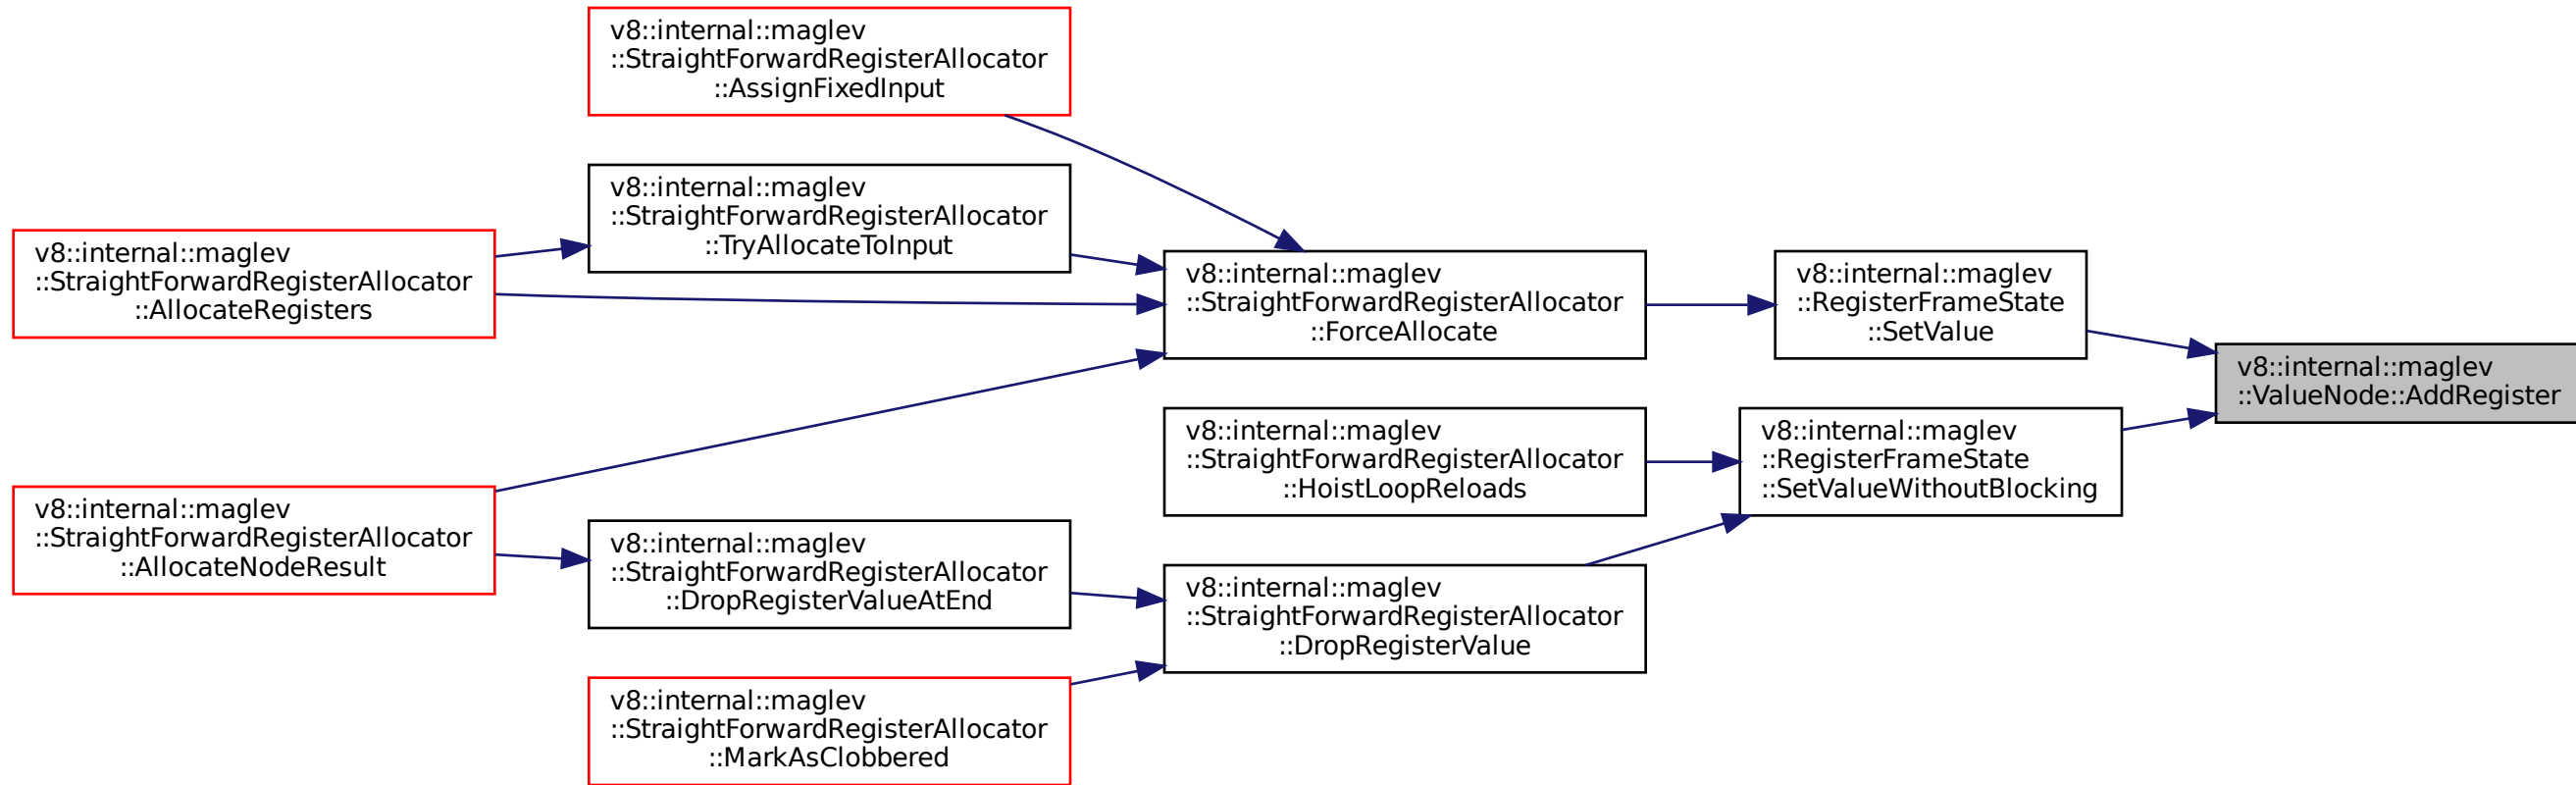 v8::internal::maglev
::StraightForwardRegisterAllocator
::AssignFixedInput
v8::internal::maglev
::StraightForwardRegisterAllocator
::TryAllocateToInput
v8::internal::maglev
::StraightForwardRegisterAllocator
::AllocateRegisters
v8::internal::maglev
::StraightForwardRegisterAllocator
::ForceAllocate
v8::internal::maglev
::RegisterFrameState
::SetValue
v8::internal::maglev
::ValueNode::AddRegister
v8::internal::maglev
::StraightForwardRegisterAllocator
::HoistLoopReloads
v8::internal::maglev
::RegisterFrameState
::SetValueWithoutBlocking
v8::internal::maglev
::StraightForwardRegisterAllocator
::AllocateNodeResult
v8::internal::maglev
::StraightForwardRegisterAllocator
::DropRegisterValueAtEnd
v8::internal::maglev
::StraightForwardRegisterAllocator
::DropRegisterValue
v8::internal::maglev
::StraightForwardRegisterAllocator
::MarkAsClobbered